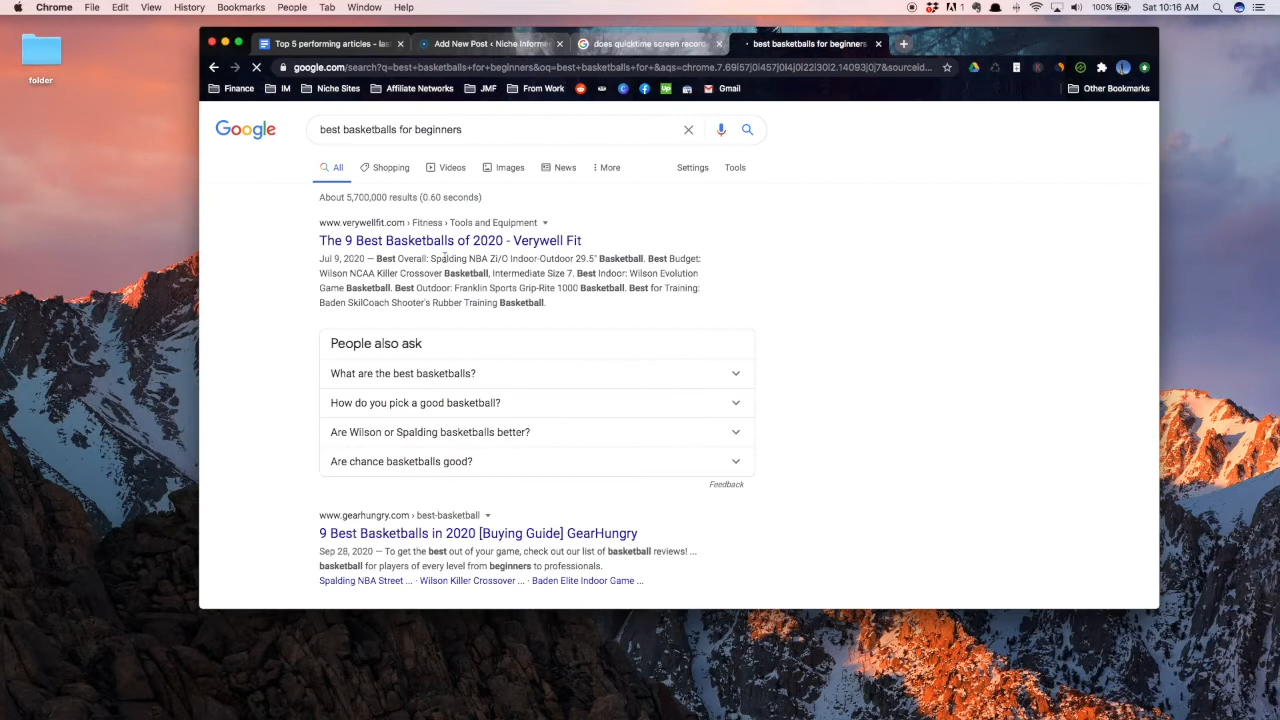 Chrome File Edit View History Bookmarks People Tab Window Help 1 100% Sat 10:16 AM
folder
Top 5 performing articles - las Add New Post ‹ Niche Informe does quicktime screen record best basketballs for beginners
google.com/search?q=best+basketballs+for+beginners&oq=best+basketballs+for+&aqs=chrome.7.69i57j0i457j0i4j0i22i30l2.14093j0j7&sourceid...
Finance IM Niche Sites Affiliate Networks JMF From Work Up Gmail Other Bookmarks
Google best basketballs for beginners
All Shopping Videos Images News More Settings Tools
About 5,700,000 results (0.60 seconds)
www.verywellfit.com › Fitness › Tools and Equipment
The 9 Best Basketballs of 2020 - Verywell Fit
Jul 9, 2020 — Best Overall: Spalding NBA Zi/O Indoor-Outdoor 29.5" Basketball. Best Budget:
Wilson NCAA Killer Crossover Basketball, Intermediate Size 7. Best Indoor: Wilson Evolution
Game Basketball. Best Outdoor: Franklin Sports Grip-Rite 1000 Basketball. Best for Training:
Baden SkilCoach Shooter's Rubber Training Basketball.
People also ask
What are the best basketballs?
How do you pick a good basketball?
Are Wilson or Spalding basketballs better?
Are chance basketballs good?
Feedback
www.gearhungry.com › best-basketball
9 Best Basketballs in 2020 [Buying Guide] GearHungry
Sep 28, 2020 — To get the best out of your game, check out our list of basketball reviews! ...
basketball for players of every level from beginners to professionals.
Spalding NBA Street ... · Wilson Killer Crossover ... · Baden Elite Indoor Game ...